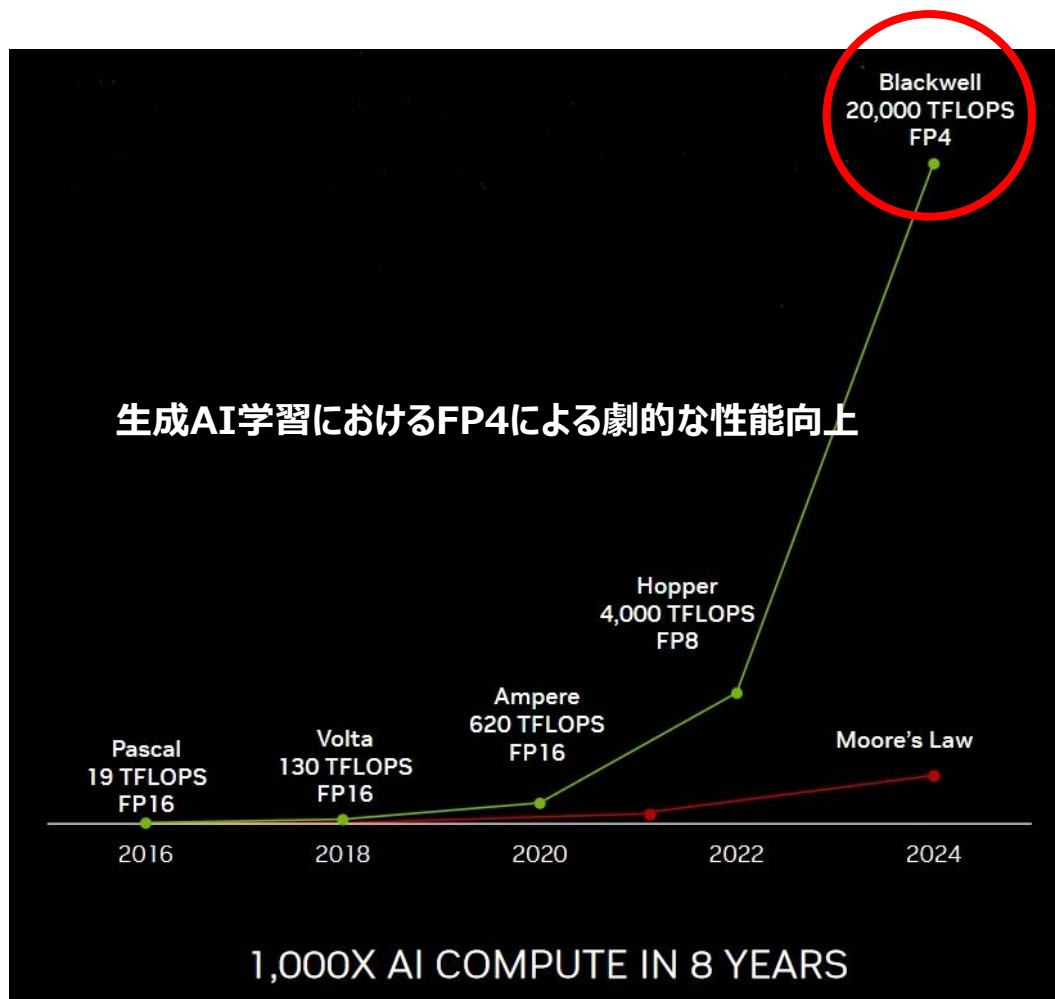 Blackwell
20,000 TFLOPS
FP4
生成AI学習におけるFP4による劇的な性能向上
Hopper
4,000 TFLOPS
FP8
Ampere
620 TFLOPS
FP16
Volta
130 TFLOPS
FP16
Pascal
19 TFLOPS
FP16
Moore's Law
2016
2018
2020
2022
2024
1,000X AI COMPUTE IN 8 YEARS